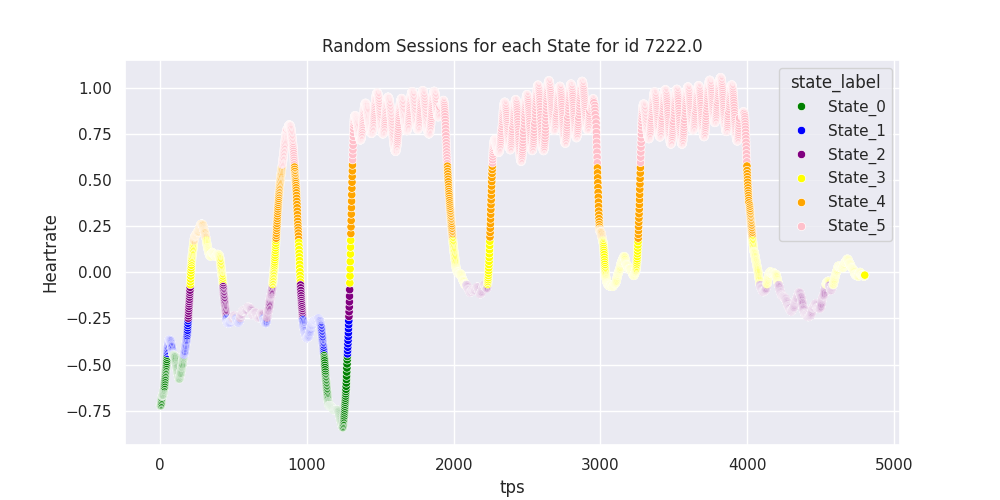 Random Sessions for each State for id 7222.0
Heartrate
1.00
0.75
0.50
0.25
0.00
−0.25
−0.50
−0.75
0
1000
2000
3000
4000
5000
tps
state_label
State_0
State_1
State_2
State_3
State_4
State_5